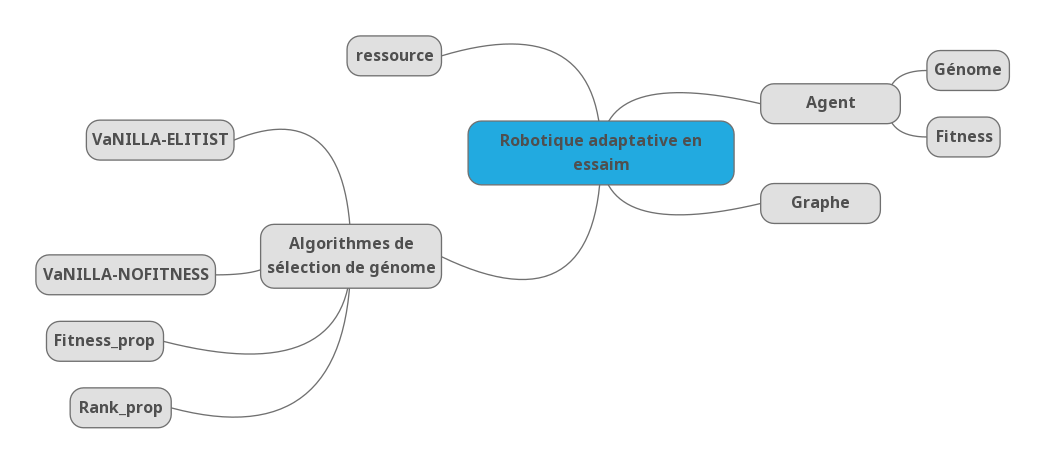 ressource
Génome
Agent
VaNILLA-ELITIST
Robotique adaptative en
essaim
Fitness
Graphe
Algorithmes de
sélection de génome
VaNILLA-NOFITNESS
Fitness_prop
Rank_prop